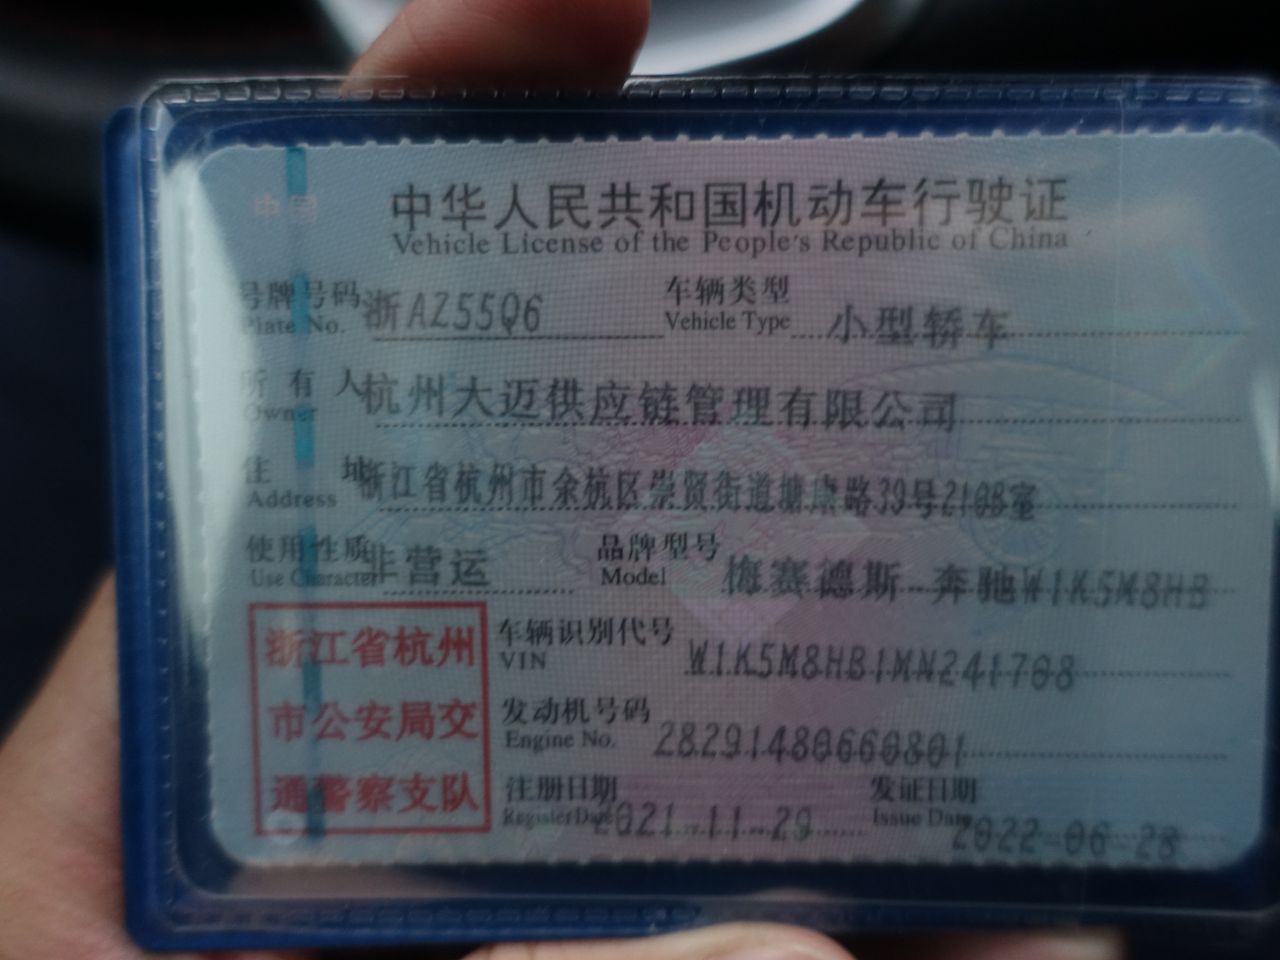 中国
中华人民共和国机动车行驶证
Vehicle License of the People's Republic of China
号牌号码 浙AZ55Q6 车辆类型 小型轿车
Plate No. Vehicle Type
所有人 杭州大迈供应链管理有限公司
Owner
住址 浙江省杭州市余杭区崇贤街道塘康路39号2108室
Address
使用性质 非营运 品牌型号 梅赛德斯-奔驰W1K5M8HB
Use Character Model
浙江省杭州 车辆识别代号 W1K5M8HB1MN241708
VIN
市公安局交 发动机号码 28291480660801
Engine No.
通警察支队 注册日期 2021-11-29 发证日期 2022-06-28
Register Date Issue Date